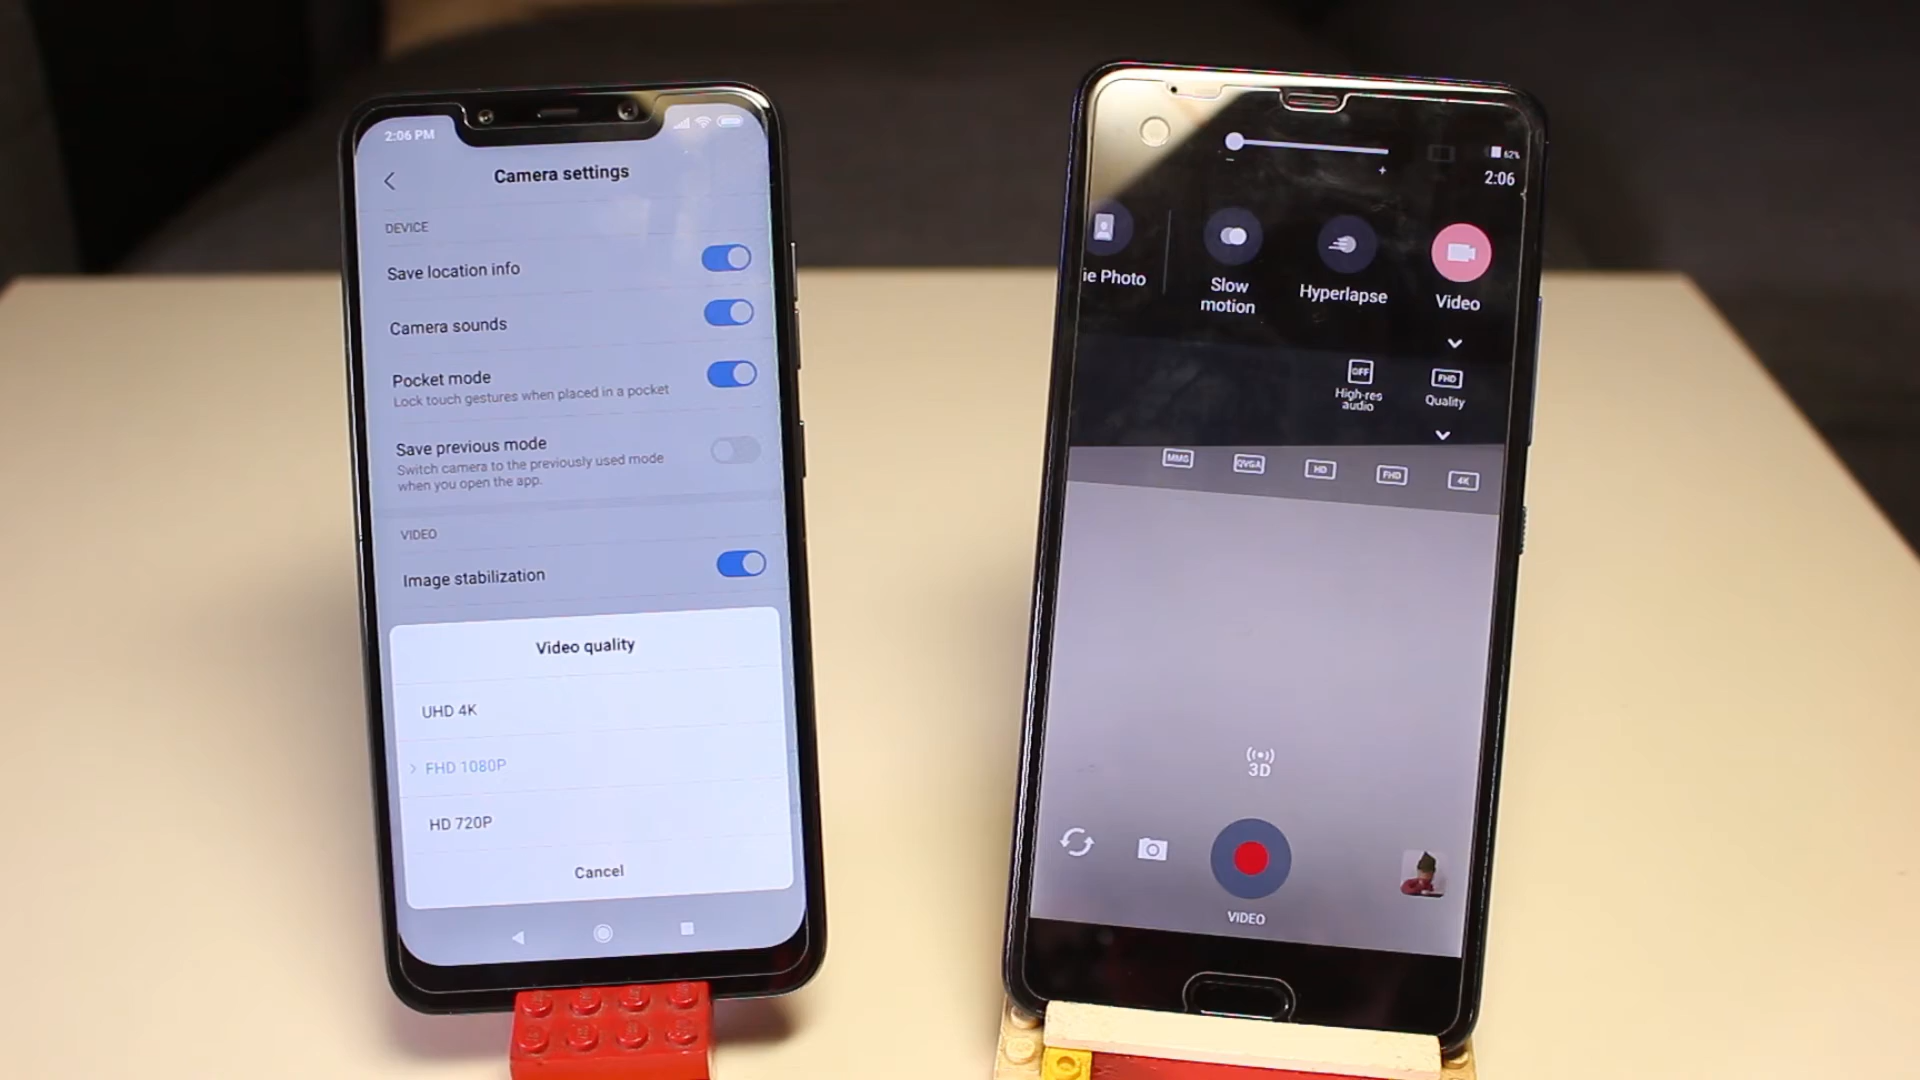 2:06 PM
Camera settings
DEVICE
Save location info
Camera sounds
Pocket mode
Lock touch gestures when placed in a pocket
Save previous mode
Switch camera to the previously used mode
when you open the app.
VIDEO
Image stabilization
Video quality
UHD 4K
FHD 1080P
HD 720P
Cancel
62%
2:06
ie Photo
Slow
motion
Hyperlapse
Video
OFF
High-res
audio
FHD
Quality
MMS
QVGA
HD
FHD
4K
3D
VIDEO